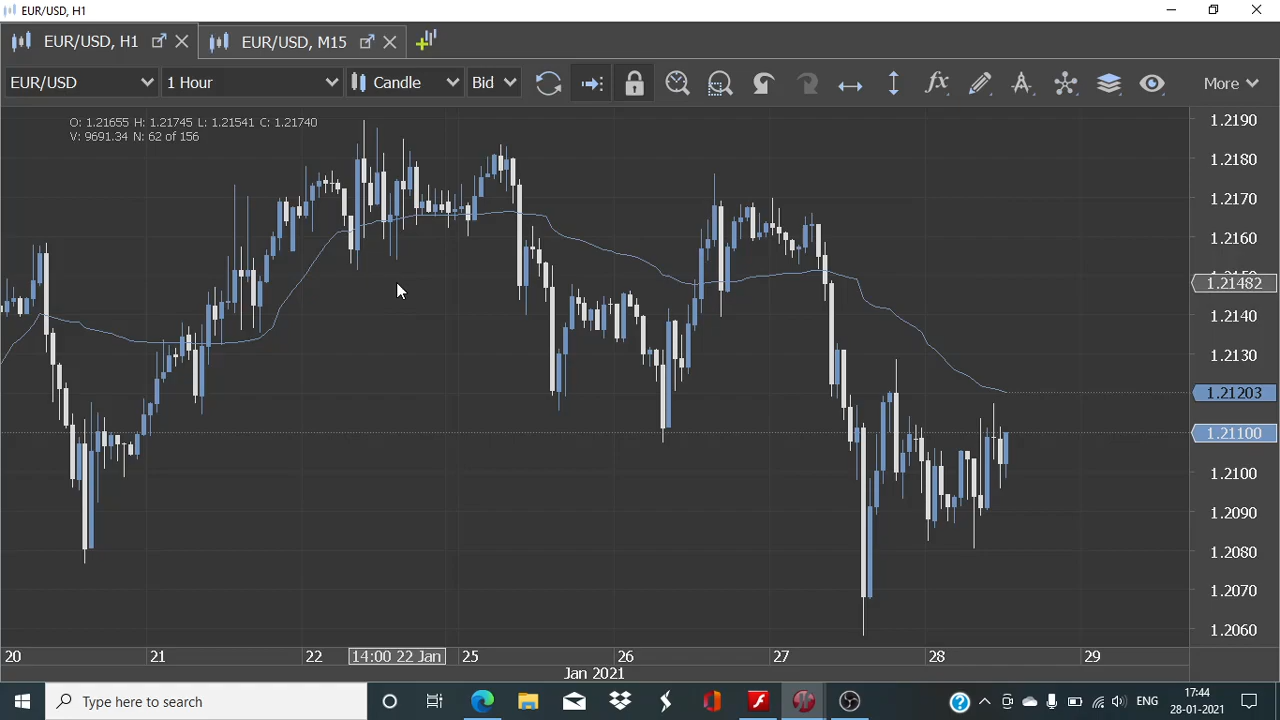 EUR/USD, H1
EUR/USD, H1
EUR/USD, M15
EUR/USD
1 Hour
Candle
Bid
fx
More
O: 1.21655 H: 1.21745 L: 1.21541 C: 1.21740
V: 9691.34 N: 62 of 156
1.2190
1.2180
1.2170
1.2160
1.21482
1.2140
1.2130
1.21203
1.21100
1.2100
1.2090
1.2080
1.2070
1.2060
20
21
22
14:00 22 Jan
25
26
27
28
29
Jan 2021
Type here to search
ENG
17:44
28-01-2021